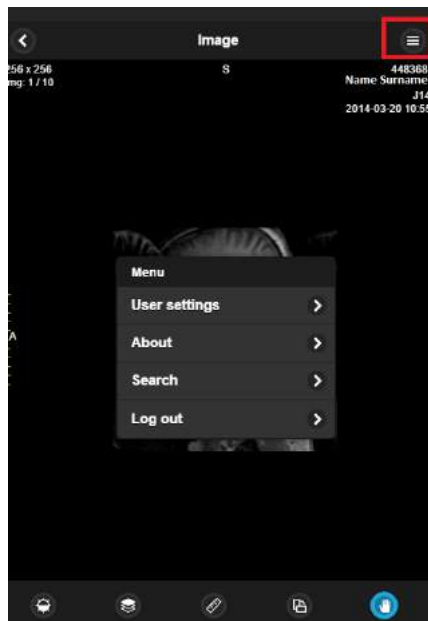 Image
256 x 256
S
448368
mg: 1 / 10
Name Surname
J14
2014-03-20 10:55
A
Menu
User settings
About
Search
Log out